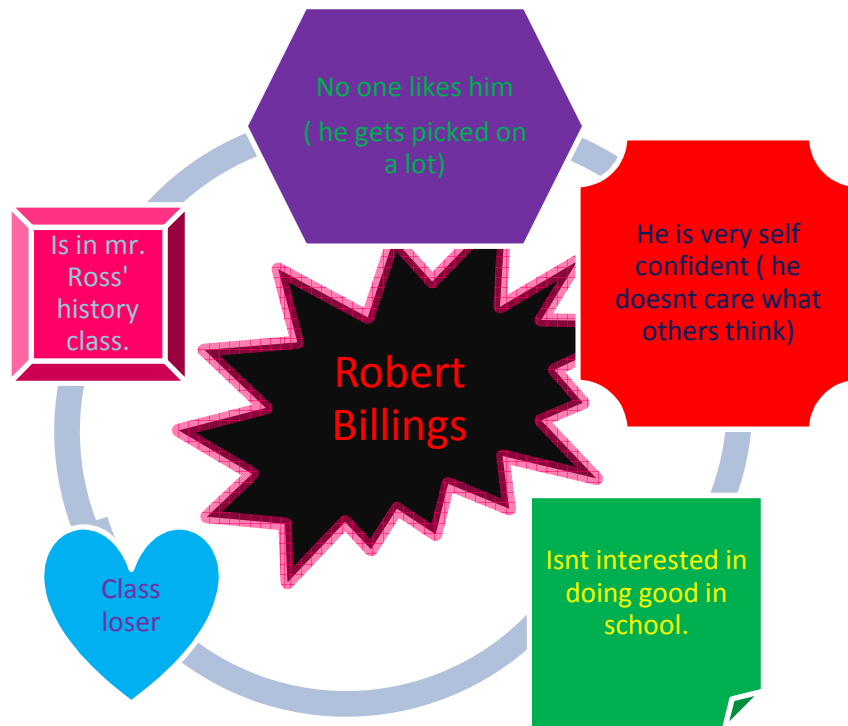 No one likes him
( he gets picked on
a lot)
He is very self
confident ( he
doesnt care what
others think)
Is in mr.
Ross'
history
class.
Robert
Billings
Isnt interested in
doing good in
school.
Class
loser